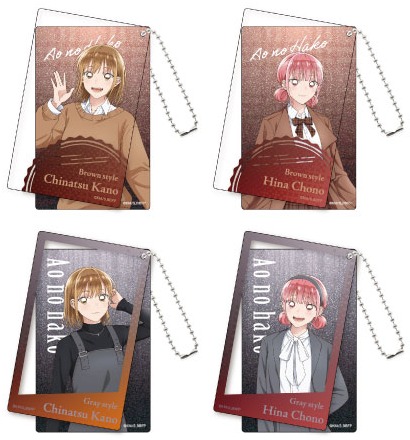 Ao no Hako
Brown style
Chinatsu Kano
Ao no Hako
Brown style
Hina Chono
Ao no hako
Gray style
Chinatsu Kano
Ao no hako
Gray style
Hina Chono